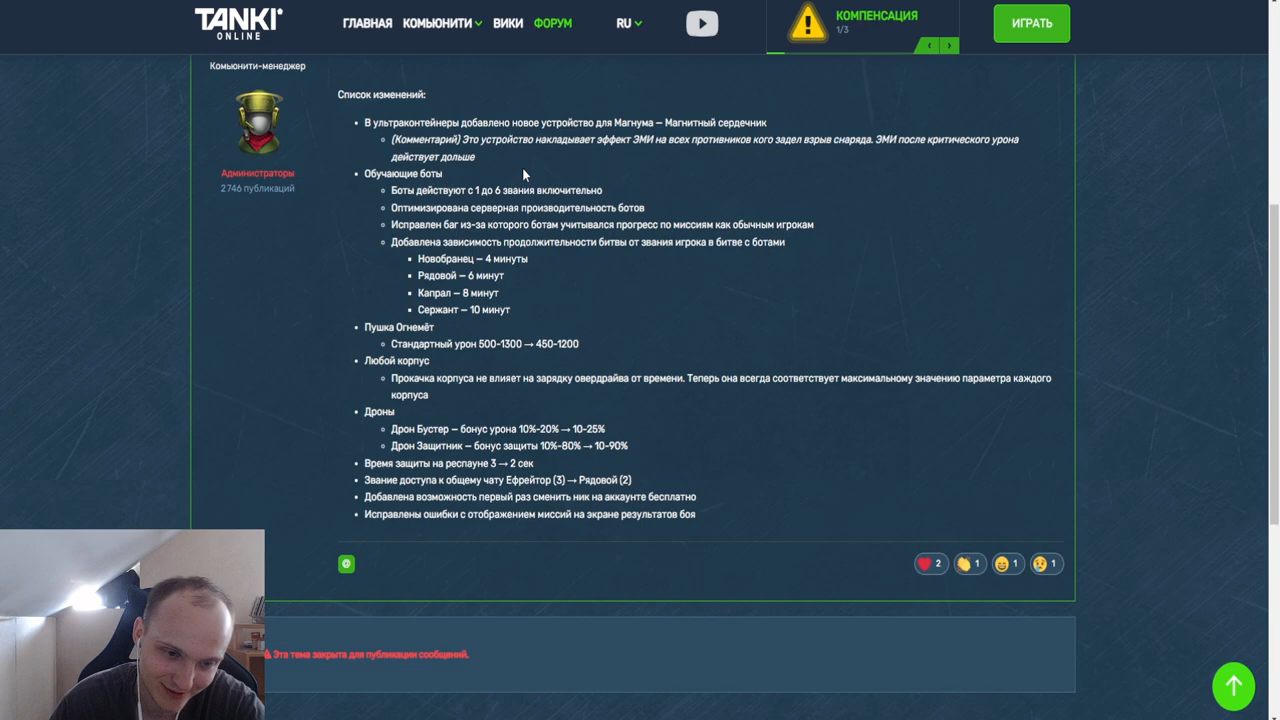 TANKI
ONLINE
ГЛАВНАЯ КОМЬЮНИТИ ВИКИ ФОРУМ RU
КОМПЕНСАЦИЯ
1/3
ИГРАТЬ
Комьюнити-менеджер
Администраторы
2 746 публикаций
Список изменений:
В ультраконтейнеры добавлено новое устройство для Магнума — Магнитный сердечник
(Комментарий) Это устройство накладывает эффект ЭМИ на всех противников кого задел взрыв снаряда. ЭМИ после критического урона
действует дольше
Обучающие боты
Боты действуют с 1 до 6 звания включительно
Оптимизирована серверная производительность ботов
Исправлен баг из-за которого ботам учитывался прогресс по миссиям как обычным игрокам
Добавлена зависимость продолжительности битвы от звания игрока в битве с ботами
Новобранец — 4 минуты
Рядовой — 6 минут
Капрал — 8 минут
Сержант — 10 минут
Пушка Огнемёт
Стандартный урон 500-1300 → 450-1200
Любой корпус
Прокачка корпуса не влияет на зарядку овердрайва от времени. Теперь она всегда соответствует максимальному значению параметра каждого
корпуса
Дроны
Дрон Бустер — бонус урона 10%-20% → 10-25%
Дрон Защитник — бонус защиты 10%-80% → 10-90%
Время защиты на респауне 3 → 2 сек
Звание доступа к общему чату Ефрейтор (3) → Рядовой (2)
Добавлена возможность первый раз сменить ник на аккаунте бесплатно
Исправлены ошибки с отображением миссий на экране результатов боя
@
2 1 1 1
Эта тема закрыта для публикации сообщений.